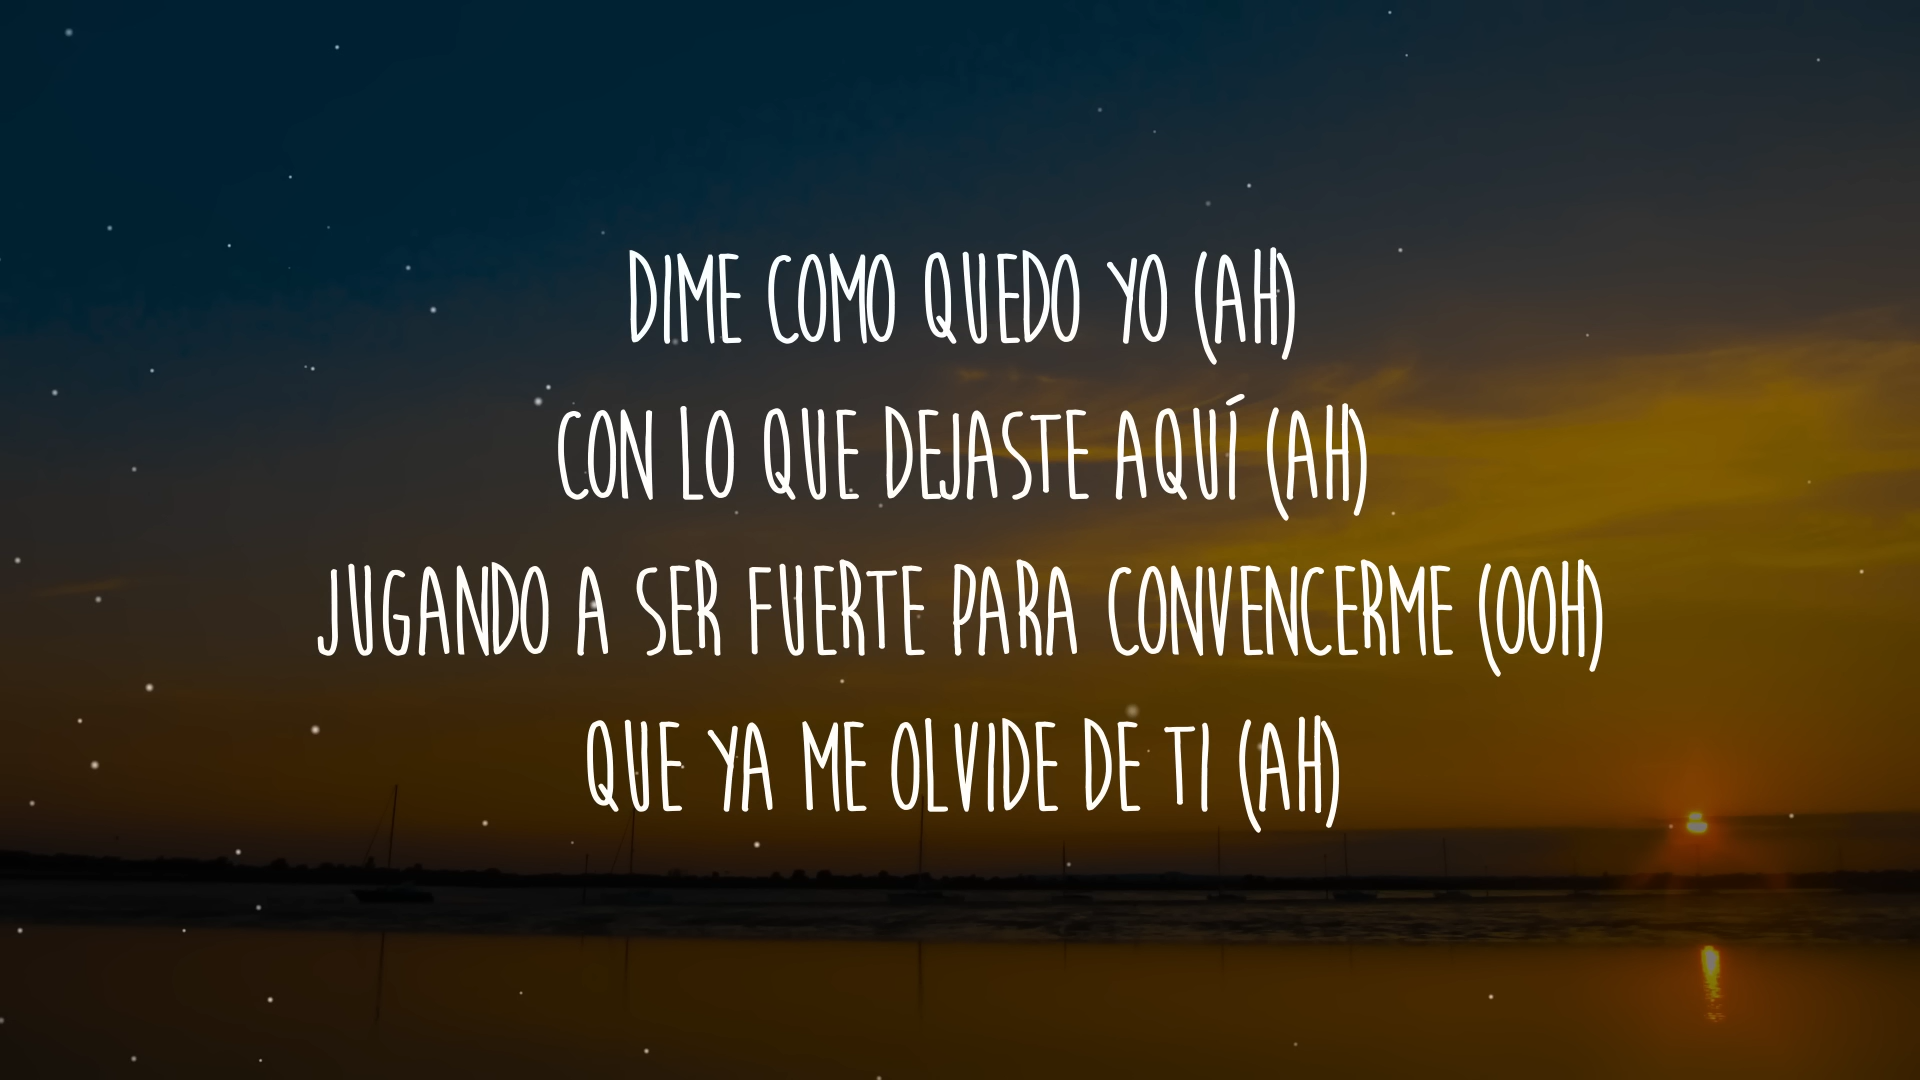 DIME COMO QUEDO YO (AH)
CON LO QUE DEJASTE AQUÍ (AH)
JUGANDO A SER FUERTE PARA CONVENCERME (OOH)
QUE YA ME OLVIDE DE TI (AH)